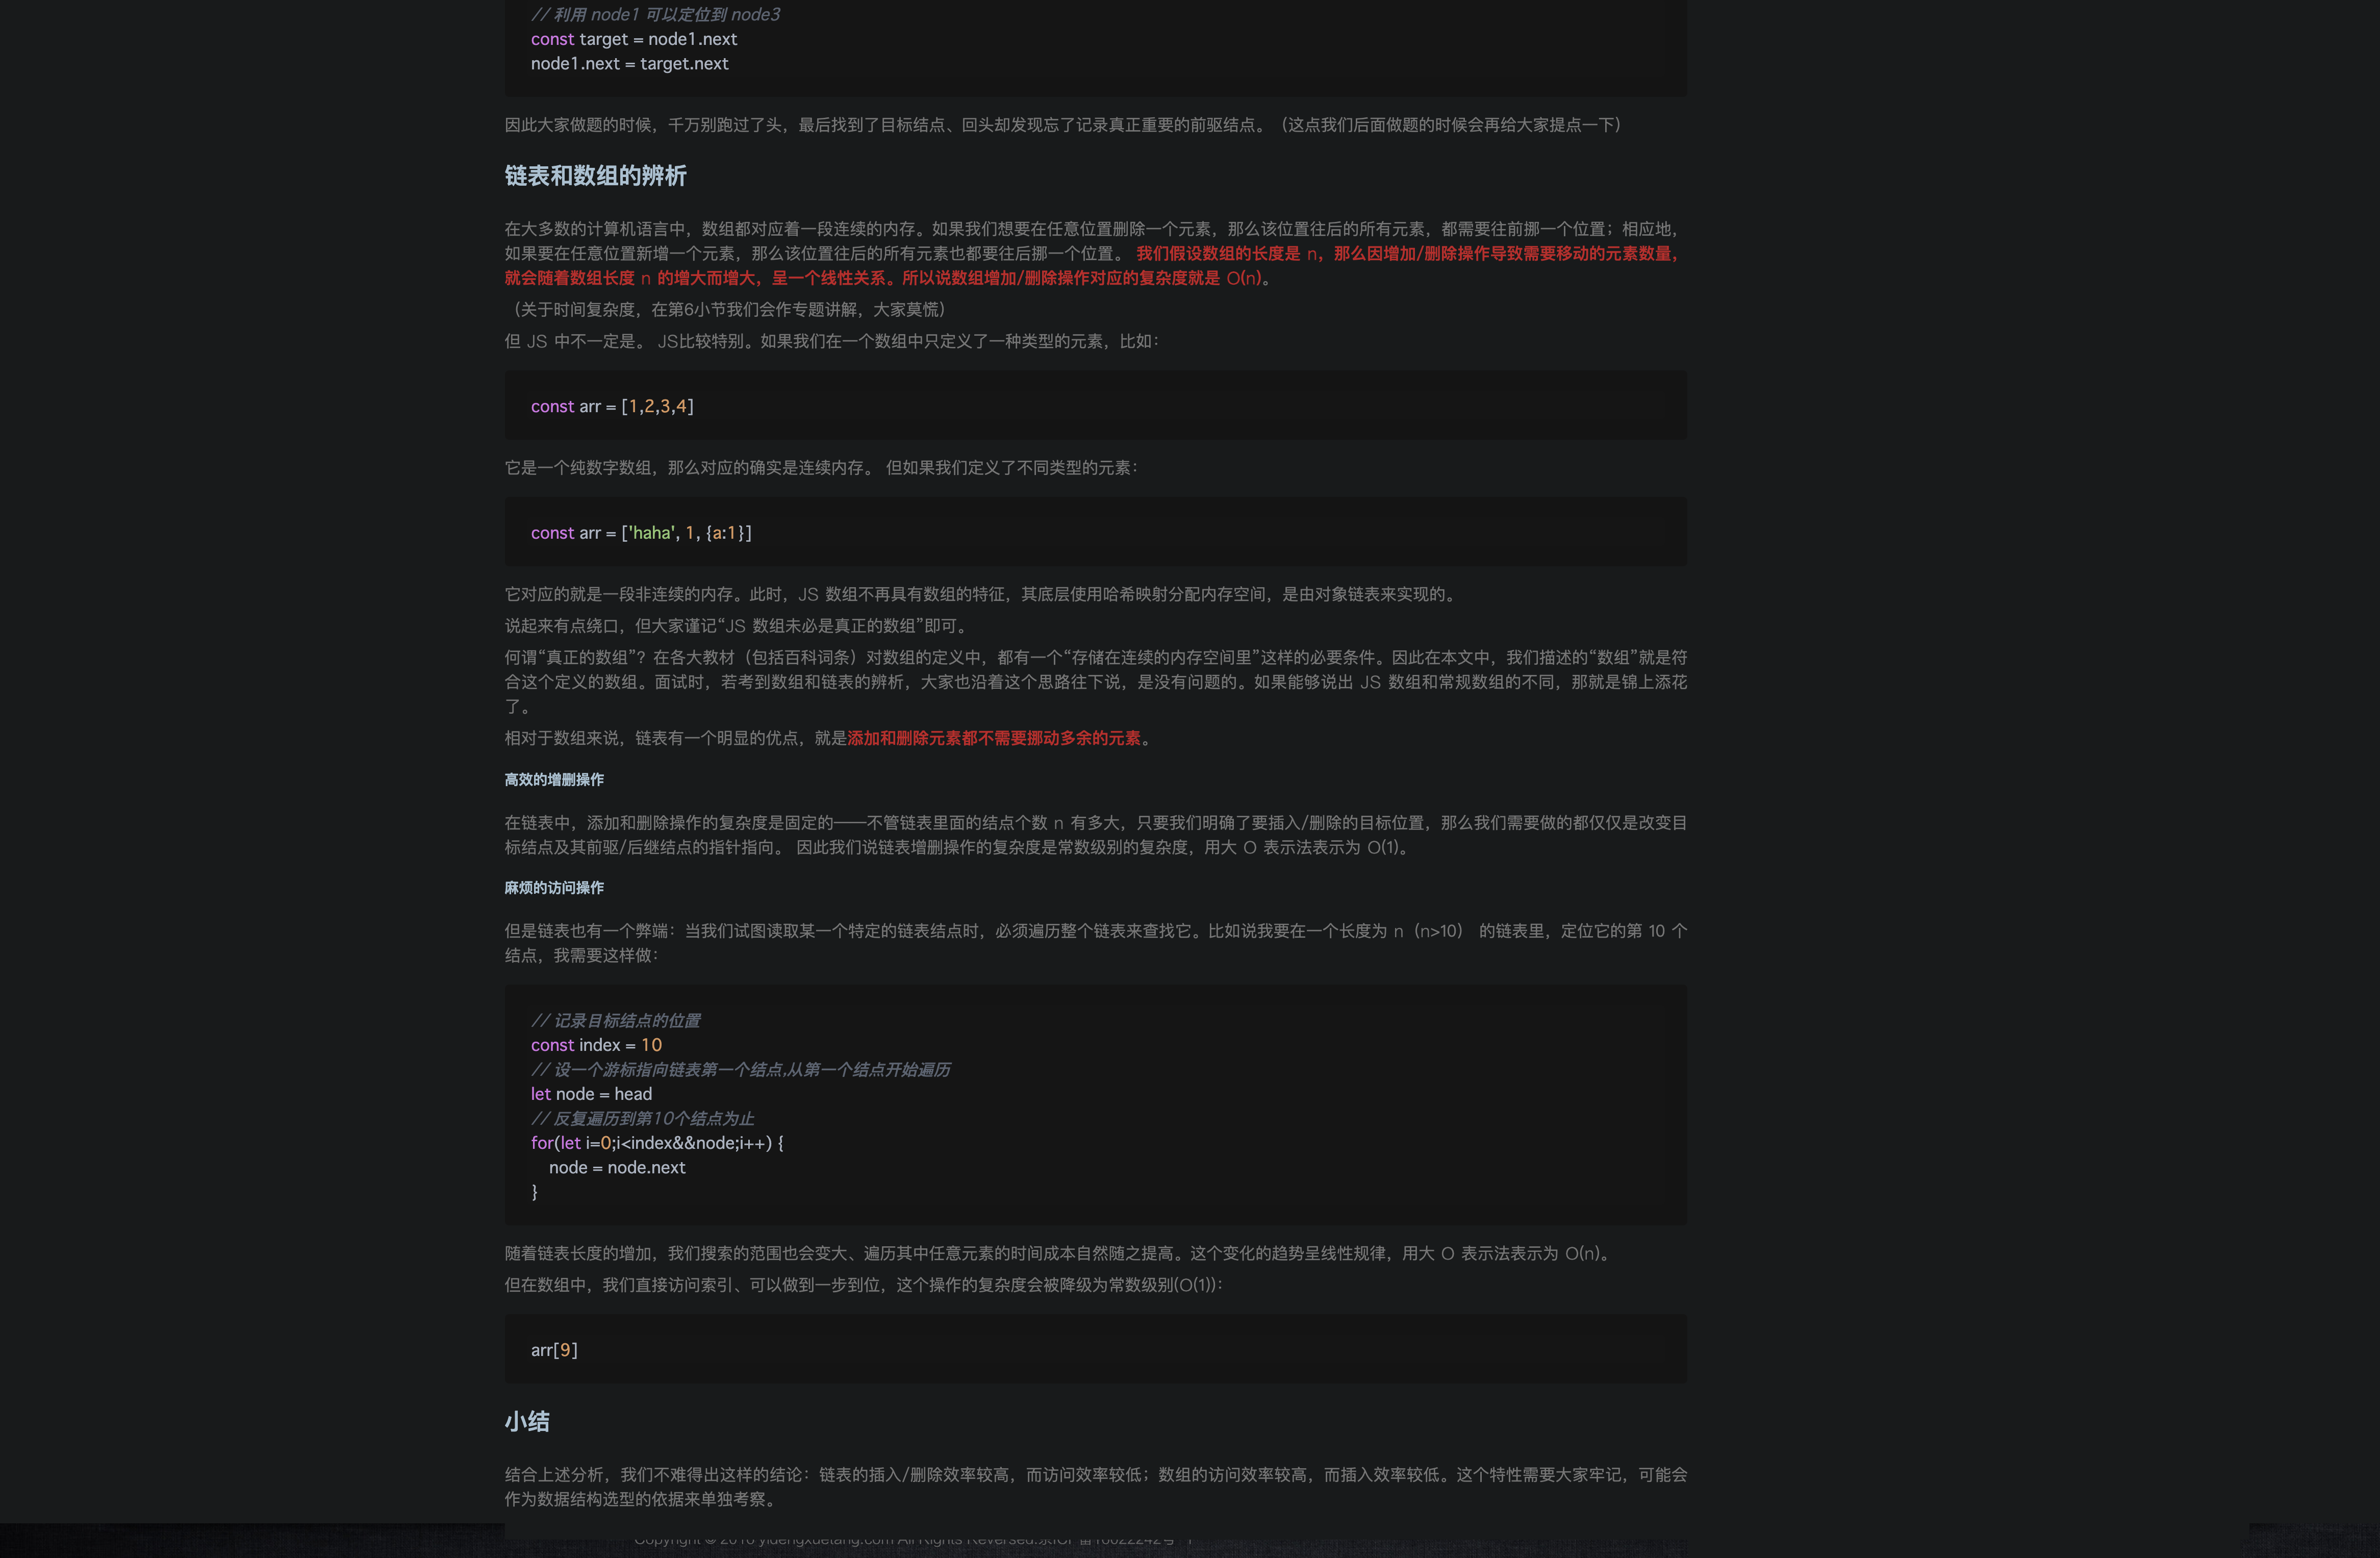 // 利用 node1 可以定位到 node3
const target = node1.next
node1.next = target.next
因此大家做题的时候，千万别跑过了头，最后找到了目标结点、回头却发现忘了记录真正重要的前驱结点。（这点我们后面做题的时候会再给大家提点一下）
链表和数组的辨析
在大多数的计算机语言中，数组都对应着一段连续的内存。如果我们想要在任意位置删除一个元素，那么该位置往后的所有元素，都需要往前挪一个位置；相应地，
如果要在任意位置新增一个元素，那么该位置往后的所有元素也都要往后挪一个位置。 我们假设数组的长度是 n，那么因增加/删除操作导致需要移动的元素数量，
就会随着数组长度 n 的增大而增大，呈一个线性关系。所以说数组增加/删除操作对应的复杂度就是 O(n)。
（关于时间复杂度，在第6小节我们会作专题讲解，大家莫慌）
但 JS 中不一定是。 JS比较特别。如果我们在一个数组中只定义了一种类型的元素，比如：
const arr = [1,2,3,4]
它是一个纯数字数组，那么对应的确实是连续内存。 但如果我们定义了不同类型的元素：
const arr = ['haha', 1, {a:1}]
它对应的就是一段非连续的内存。此时，JS 数组不再具有数组的特征，其底层使用哈希映射分配内存空间，是由对象链表来实现的。
说起来有点绕口，但大家谨记“JS 数组未必是真正的数组”即可。
何谓“真正的数组”？在各大教材（包括百科词条）对数组的定义中，都有一个“存储在连续的内存空间里”这样的必要条件。因此在本文中，我们描述的“数组”就是符
合这个定义的数组。面试时，若考到数组和链表的辨析，大家也沿着这个思路往下说，是没有问题的。如果能够说出 JS 数组和常规数组的不同，那就是锦上添花
了。
相对于数组来说，链表有一个明显的优点，就是添加和删除元素都不需要挪动多余的元素。
高效的增删操作
在链表中，添加和删除操作的复杂度是固定的——不管链表里面的结点个数 n 有多大，只要我们明确了要插入/删除的目标位置，那么我们需要做的都仅仅是改变目
标结点及其前驱/后继结点的指针指向。 因此我们说链表增删操作的复杂度是常数级别的复杂度，用大 O 表示法表示为 O(1)。
麻烦的访问操作
但是链表也有一个弊端：当我们试图读取某一个特定的链表结点时，必须遍历整个链表来查找它。比如说我要在一个长度为 n（n>10） 的链表里，定位它的第 10 个
结点，我需要这样做：
// 记录目标结点的位置
const index = 10
// 设一个游标指向链表第一个结点,从第一个结点开始遍历
let node = head
// 反复遍历到第10个结点为止
for(let i=0;i<index&&node;i++) {
node = node.next
}
随着链表长度的增加，我们搜索的范围也会变大、遍历其中任意元素的时间成本自然随之提高。这个变化的趋势呈线性规律，用大 O 表示法表示为 O(n)。
但在数组中，我们直接访问索引、可以做到一步到位，这个操作的复杂度会被降级为常数级别(O(1))：
arr[9]
小结
结合上述分析，我们不难得出这样的结论：链表的插入/删除效率较高，而访问效率较低；数组的访问效率较高，而插入效率较低。这个特性需要大家牢记，可能会
作为数据结构选型的依据来单独考察。